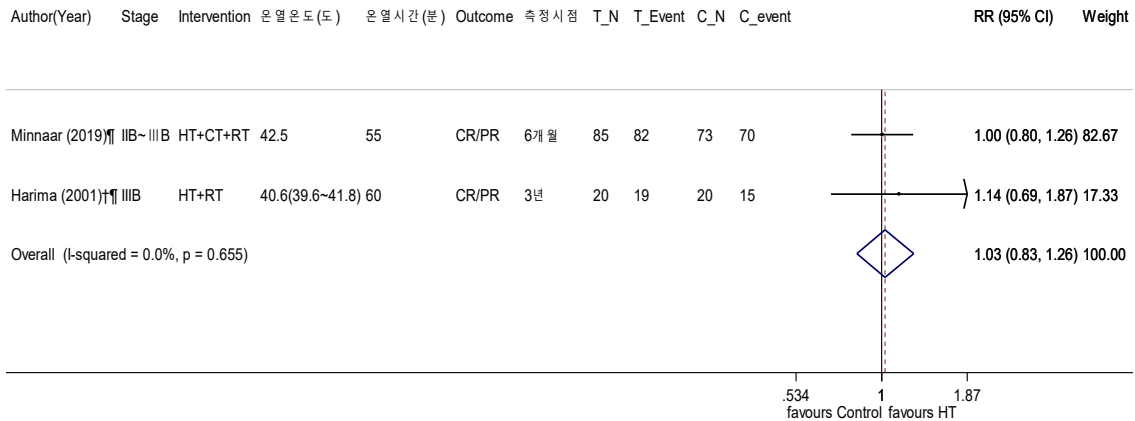 Author(Year) Stage Intervention 온열온도(도) 온열시간(분) Outcome 측정시점 T_N T_Event C_N C_event RR (95% CI) Weight
Minnaar (2019)¶ IIB~ⅢB HT+CT+RT 42.5 55 CR/PR 6개월 85 82 73 70 1.00 (0.80, 1.26) 82.67
Harima (2001)†¶ IIIB HT+RT 40.6(39.6~41.8) 60 CR/PR 3년 20 19 20 15 1.14 (0.69, 1.87) 17.33
Overall (I-squared = 0.0%, p = 0.655) 1.03 (0.83, 1.26) 100.00
.534 1 1.87
favours Control favours HT